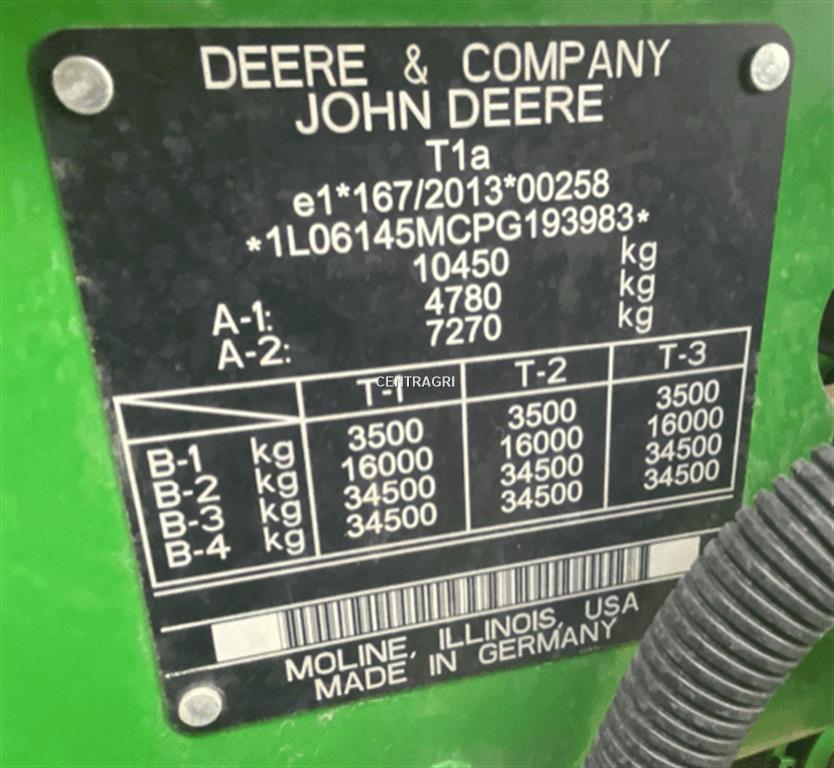 DEERE & COMPANY
JOHN DEERE
T1a
e1*167/2013*00258
*1L06145MCPG193983*
10450 kg
A-1: 4780 kg
A-2: 7270 kg
T-1 T-2 T-3
B-1 kg 3500 3500 3500
B-2 kg 16000 16000 16000
B-3 kg 34500 34500 34500
B-4 kg 34500 34500 34500
MOLINE, ILLINOIS, USA
MADE IN GERMANY
CENTRAGRI